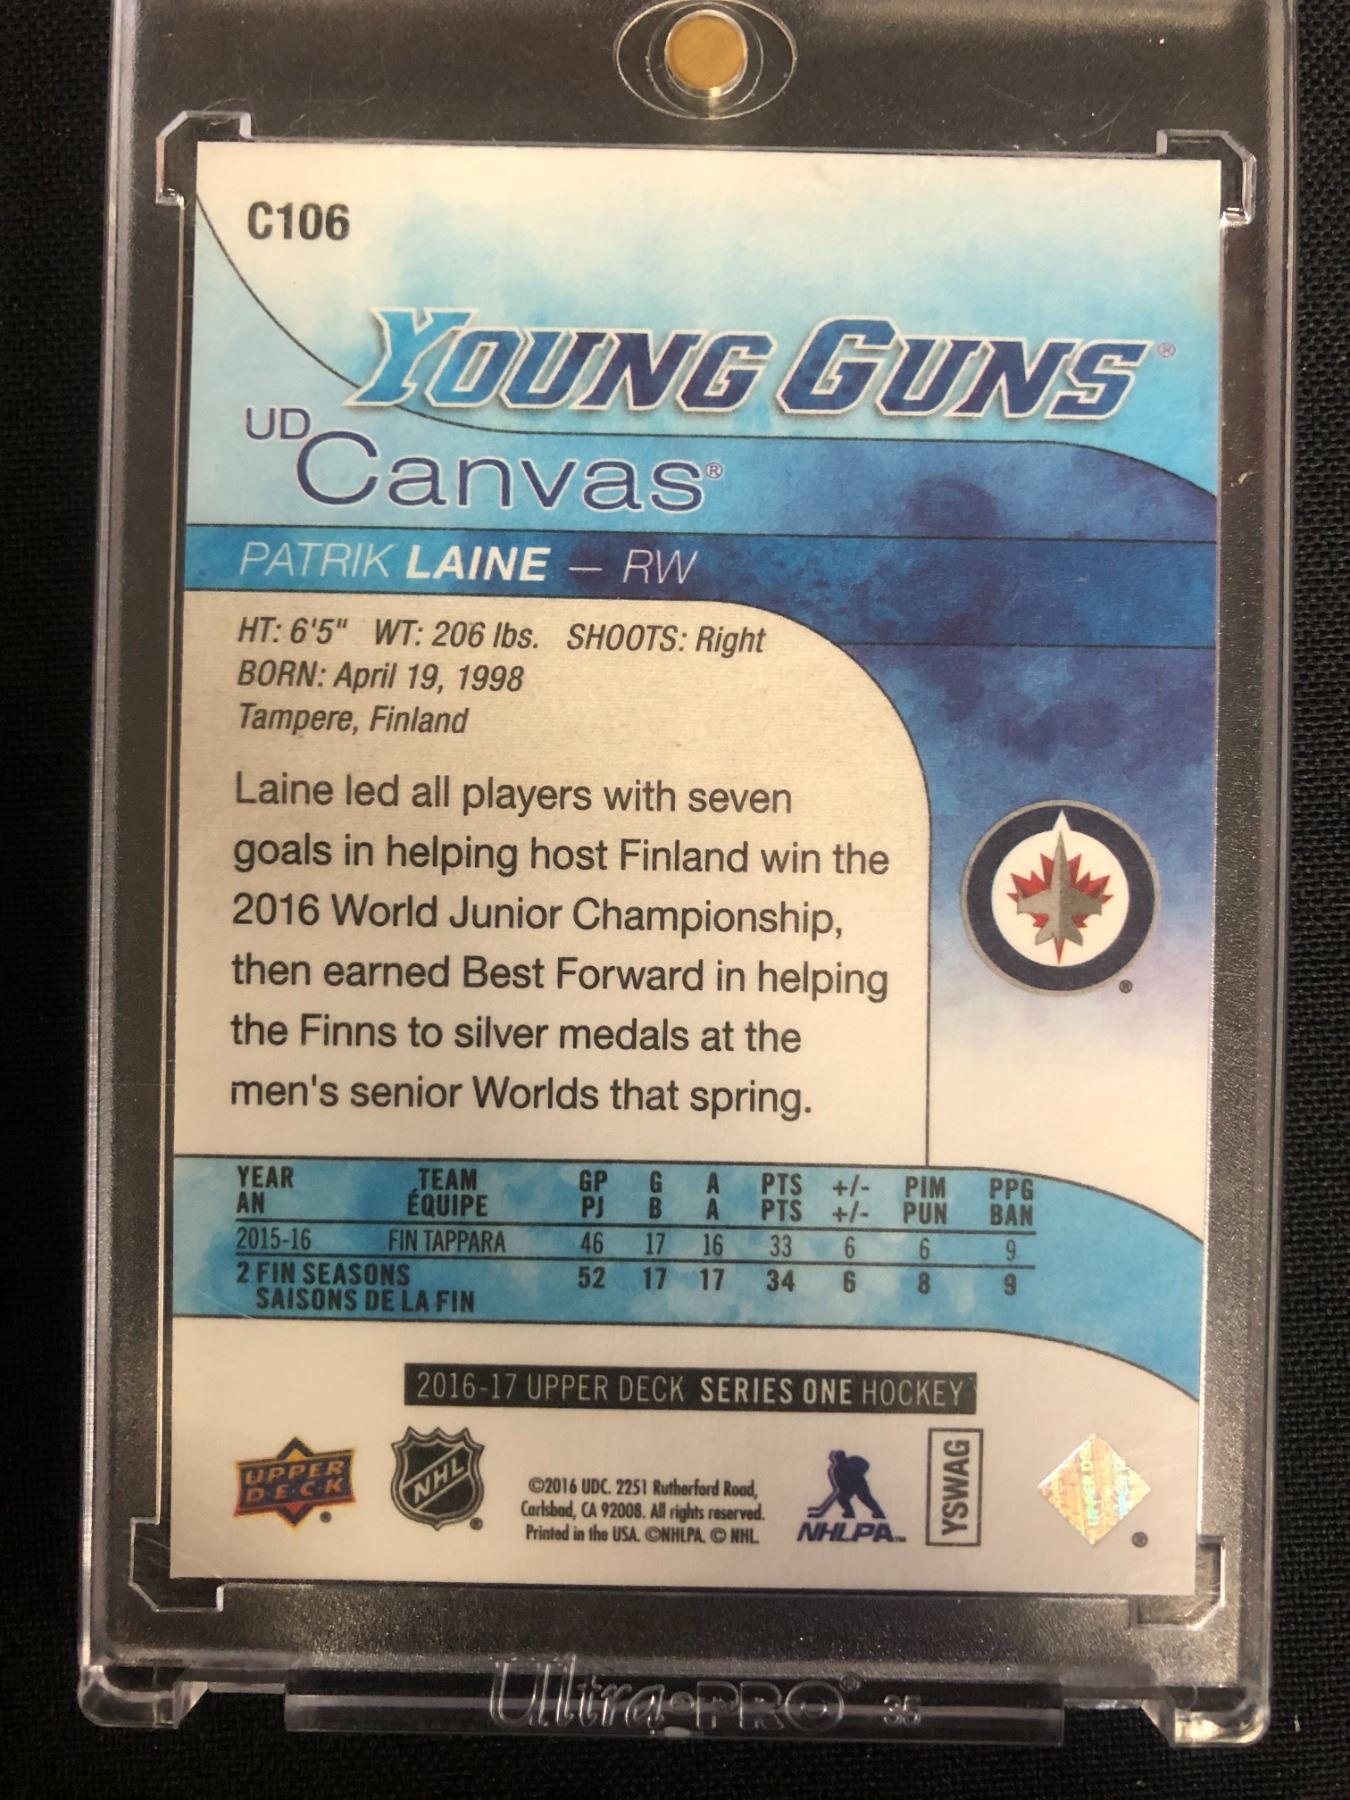 C106
YOUNG GUNS®
UD Canvas®
PATRIK LAINE — RW
HT: 6'5" WT: 206 lbs. SHOOTS: Right
BORN: April 19, 1998
Tampere, Finland
Laine led all players with seven
goals in helping host Finland win the
2016 World Junior Championship,
then earned Best Forward in helping
the Finns to silver medals at the
men's senior Worlds that spring.
YEAR TEAM GP G A PTS +/- PIM PPG
AN ÉQUIPE PJ B A PTS +/- PUN BAN
2015-16 FIN TAPPARA 46 17 16 33 6 6 9
2 FIN SEASONS 52 17 17 34 6 8 9
SAISONS DE LA FIN
2016-17 UPPER DECK SERIES ONE HOCKEY
UPPER DECK®
NHL®
©2016 UDC. 2251 Rutherford Road,
Carlsbad, CA 92008. All rights reserved.
Printed in the USA. ©NHLPA. © NHL.
NHLPA™
YSWAG
Ultra·PRO® 35